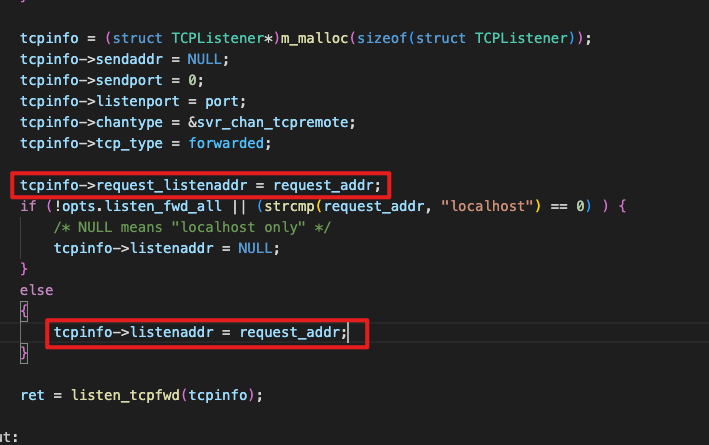 tcpinfo = (struct TCPListener*)m_malloc(sizeof(struct TCPListener));
tcpinfo->sendaddr = NULL;
tcpinfo->sendport = 0;
tcpinfo->listenport = port;
tcpinfo->chantype = &svr_chan_tcpremote;
tcpinfo->tcp_type = forwarded;
tcpinfo->request_listenaddr = request_addr;
if (!opts.listen_fwd_all || (strcmp(request_addr, "localhost") == 0) ) {
/* NULL means "localhost only" */
tcpinfo->listenaddr = NULL;
}
else
{
tcpinfo->listenaddr = request_addr;
}
ret = listen_tcpfwd(tcpinfo);